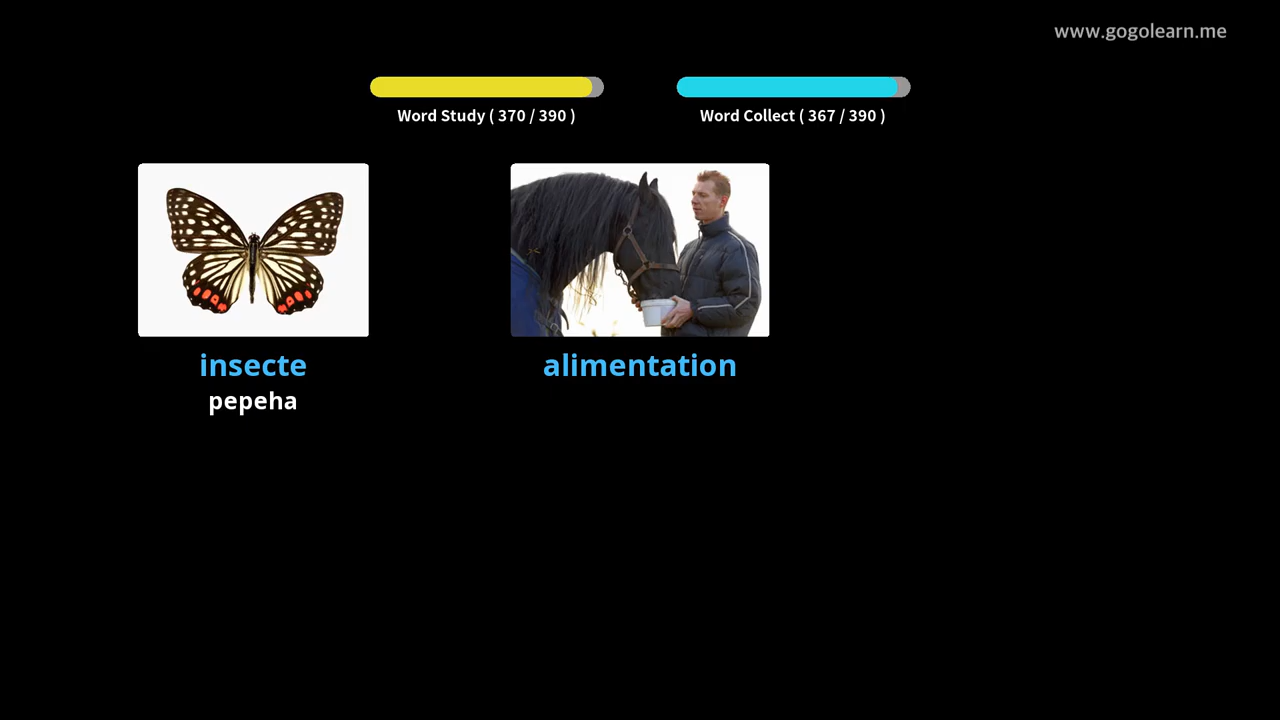 www.gogolearn.me
Word Study ( 370 / 390 )
Word Collect ( 367 / 390 )
insecte
pepeha
alimentation